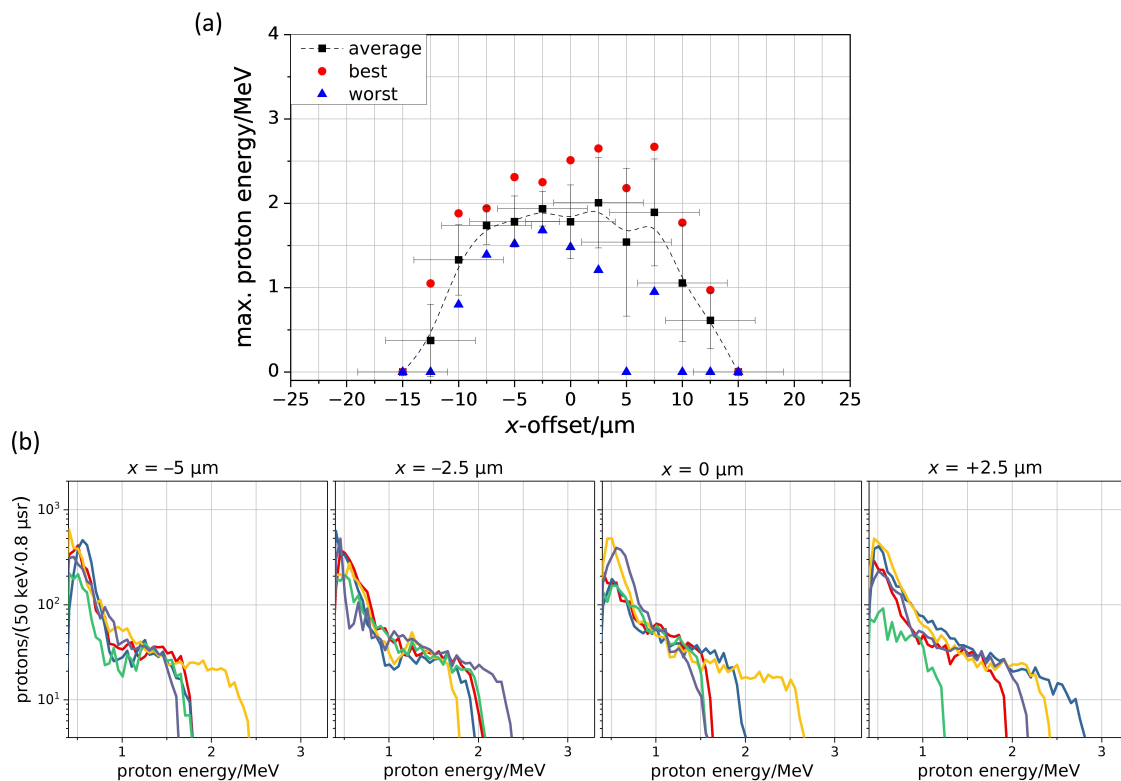 (a)
4
3
2
1
0
max. proton energy/MeV
average
best
worst
−25 −20 −15 −10 −5 0 5 10 15 20 25
x-offset/µm
(b)
x = –5 µm x = –2.5 µm x = 0 µm x = +2.5 µm
protons/(50 keV·0.8 µsr)
10³
10²
10¹
1 2 3 1 2 3 1 2 3 1 2 3
proton energy/MeV proton energy/MeV proton energy/MeV proton energy/MeV